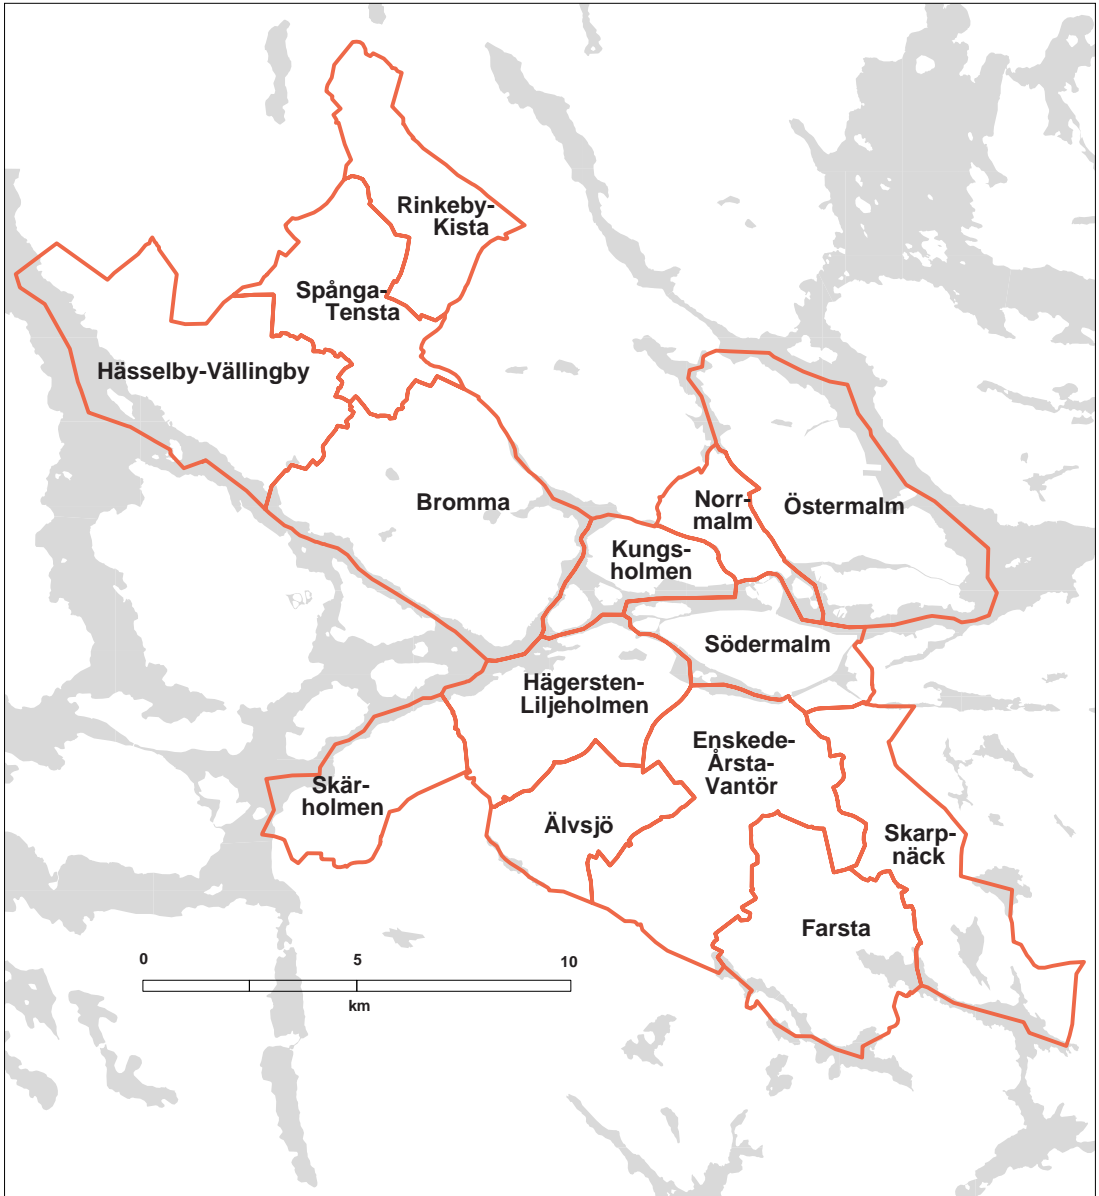 Rinkeby-
Kista
Spånga-
Tensta
Hässelby-Vällingby
Bromma
Norr-
malm
Östermalm
Kungs-
holmen
Södermalm
Hägersten-
Liljeholmen
Enskede-
Årsta-
Vantör
Skär-
holmen
Älvsjö
Skarp-
näck
Farsta
0 5 10
km